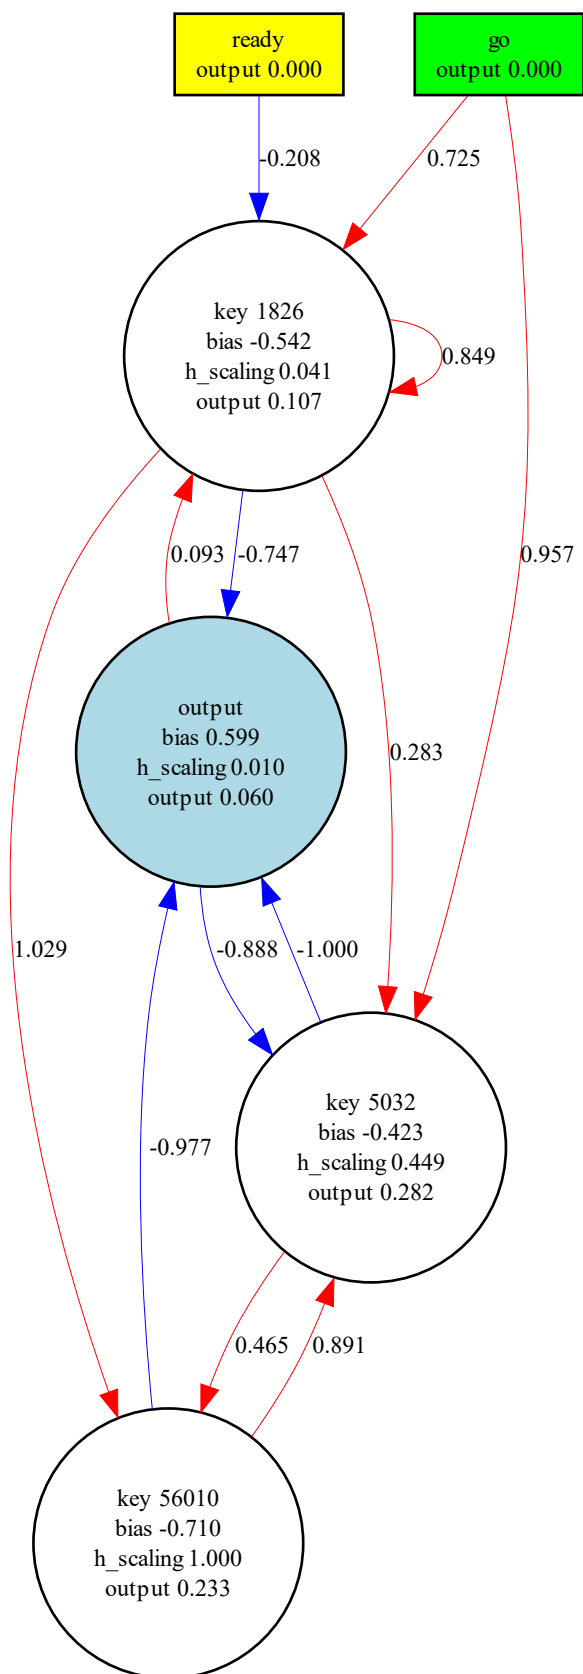 ready
output 0.000
go
output 0.000
-0.208
0.725
key 1826
bias -0.542
h_scaling 0.041
output 0.107
0.849
0.093
-0.747
0.957
output
bias 0.599
h_scaling 0.010
output 0.060
0.283
1.029
-0.888
-1.000
key 5032
bias -0.423
h_scaling 0.449
output 0.282
-0.977
0.465
0.891
key 56010
bias -0.710
h_scaling 1.000
output 0.233